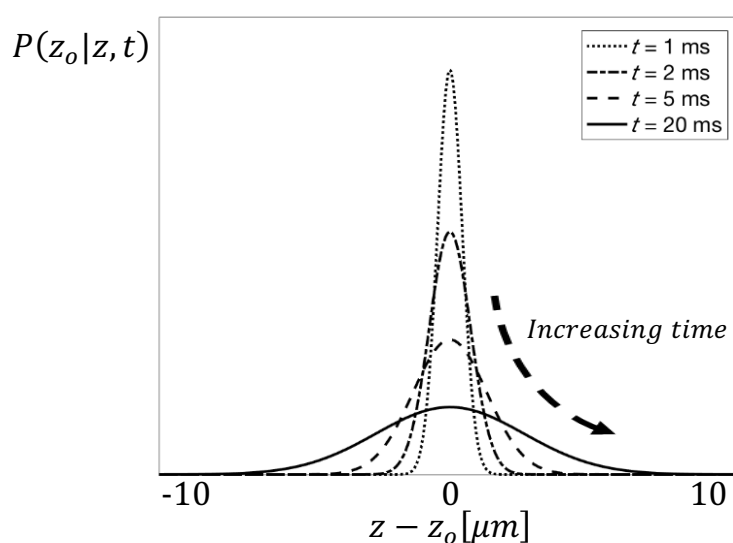 P(z_o|z, t)
t = 1 ms
t = 2 ms
t = 5 ms
t = 20 ms
Increasing time
-10 0 10
z − z_o[μm]